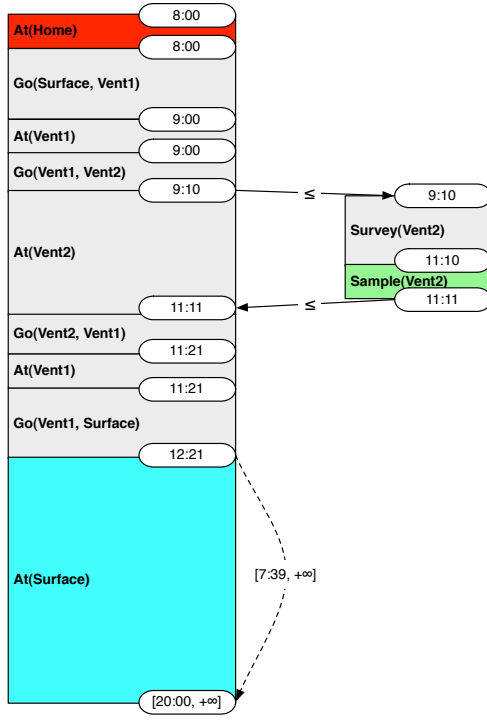 8:00
At(Home)
8:00
Go(Surface, Vent1)
9:00
At(Vent1)
9:00
Go(Vent1, Vent2)
9:10
≤
9:10
Survey(Vent2)
At(Vent2)
11:10
Sample(Vent2)
11:11
≤
11:11
Go(Vent2, Vent1)
11:21
At(Vent1)
11:21
Go(Vent1, Surface)
12:21
[7:39, +∞]
At(Surface)
[20:00, +∞]